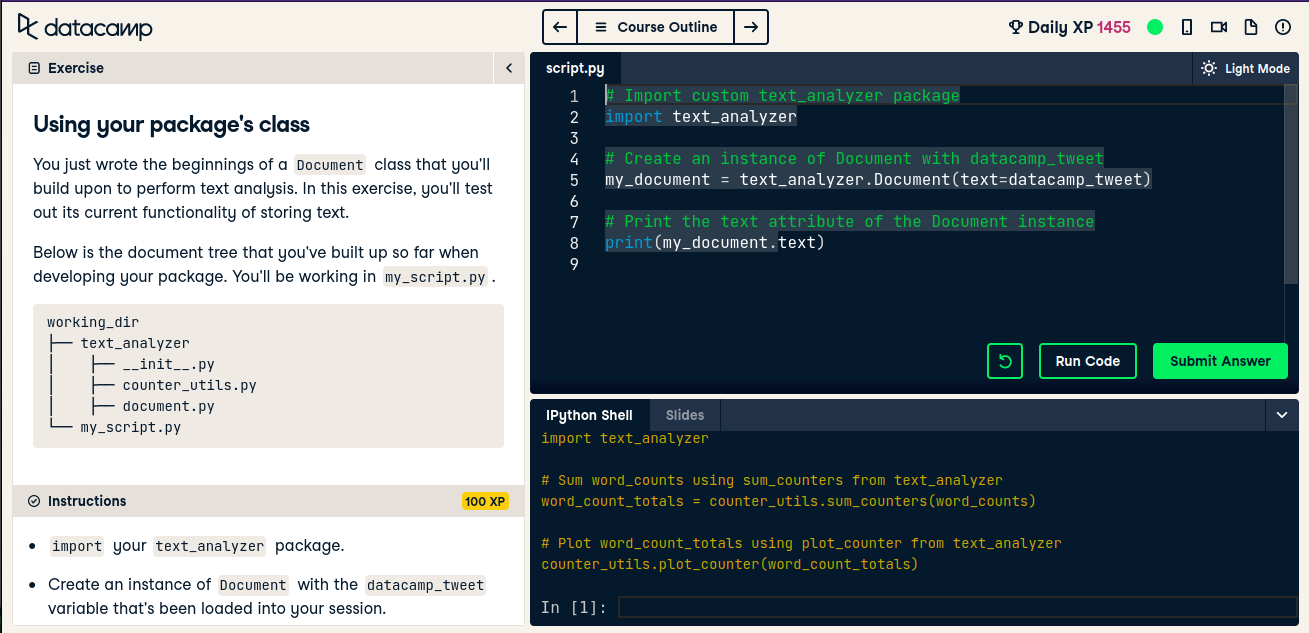 datacamp
Course Outline
Daily XP 1455
Exercise
Using your package's class
You just wrote the beginnings of a Document class that you'll
build upon to perform text analysis. In this exercise, you'll test
out its current functionality of storing text.
Below is the document tree that you've built up so far when
developing your package. You'll be working in my_script.py .
working_dir
├── text_analyzer
│    ├── __init__.py
│    ├── counter_utils.py
│    ├── document.py
└── my_script.py
Instructions
100 XP
• import your text_analyzer package.
• Create an instance of Document with the datacamp_tweet
variable that's been loaded into your session.
script.py
Light Mode
1 # Import custom text_analyzer package
2 import text_analyzer
3
4 # Create an instance of Document with datacamp_tweet
5 my_document = text_analyzer.Document(text=datacamp_tweet)
6
7 # Print the text attribute of the Document instance
8 print(my_document.text)
9
Run Code
Submit Answer
IPython Shell
Slides
import text_analyzer
# Sum word_counts using sum_counters from text_analyzer
word_count_totals = counter_utils.sum_counters(word_counts)
# Plot word_count_totals using plot_counter from text_analyzer
counter_utils.plot_counter(word_count_totals)
In [1]: